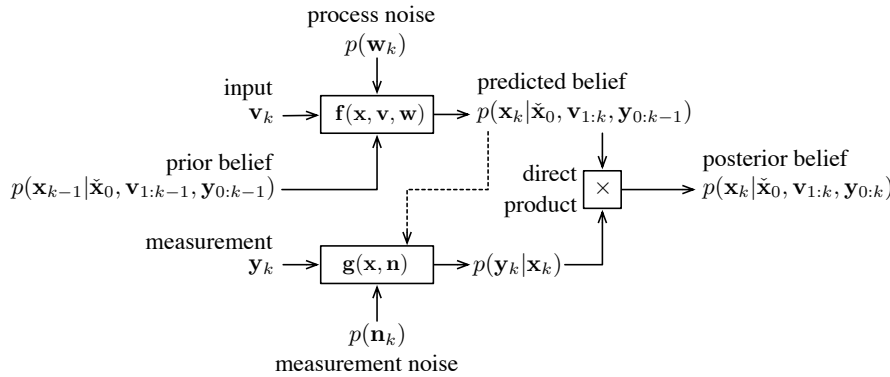 process noise
p(w_k)
input
v_k
f(x, v, w)
predicted belief
p(x_k|x̌_0, v_{1:k}, y_{0:k−1})
prior belief
p(x_{k−1}|x̌_0, v_{1:k−1}, y_{0:k−1})
direct
product
×
posterior belief
p(x_k|x̌_0, v_{1:k}, y_{0:k})
measurement
y_k
g(x, n)
p(y_k|x_k)
p(n_k)
measurement noise